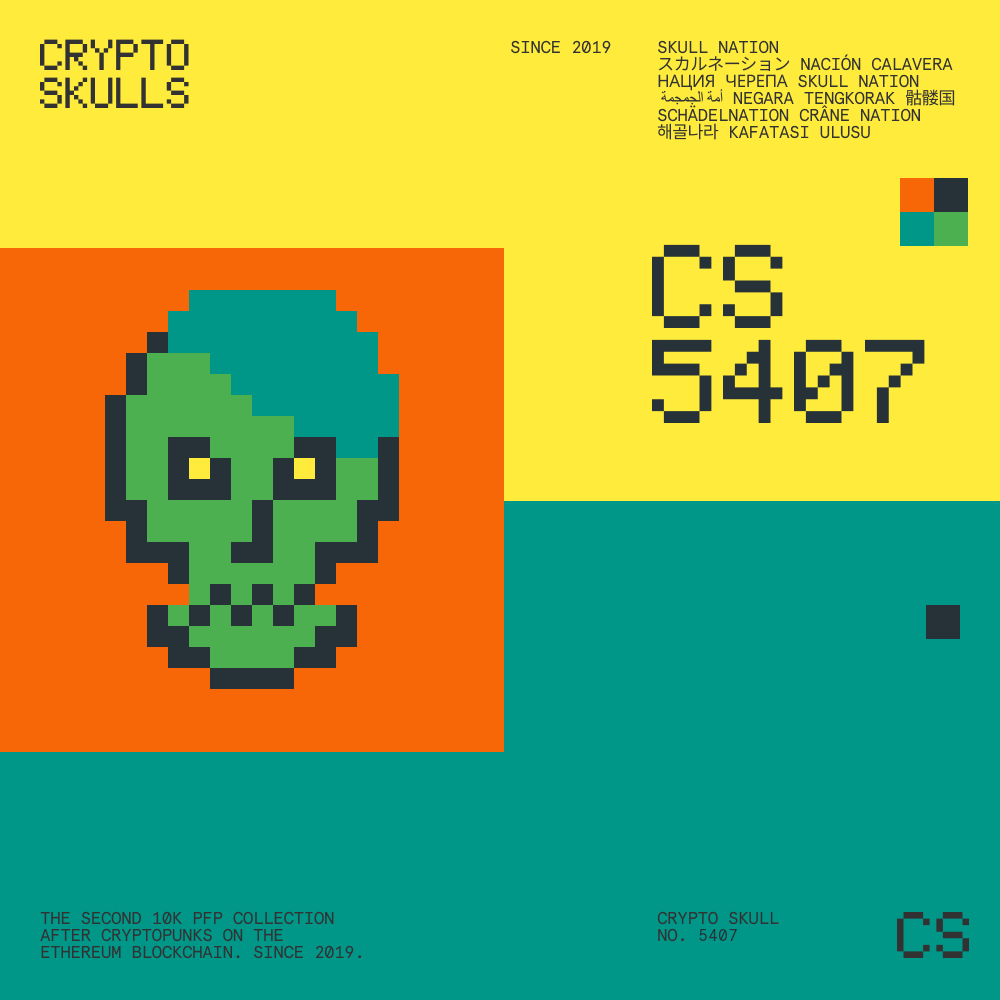 CRYPTO
SKULLS
SINCE 2019
SKULL NATION
スカルネーション NACIÓN CALAVERA
НАЦИЯ ЧЕРЕПА SKULL NATION
أمة الجمجمة NEGARA TENGKORAK 骷髅国
SCHÄDELNATION CRÂNE NATION
해골나라 KAFATASI ULUSU
CS
5407
THE SECOND 10K PFP COLLECTION
AFTER CRYPTOPUNKS ON THE
ETHEREUM BLOCKCHAIN. SINCE 2019.
CRYPTO SKULL
NO. 5407
CS